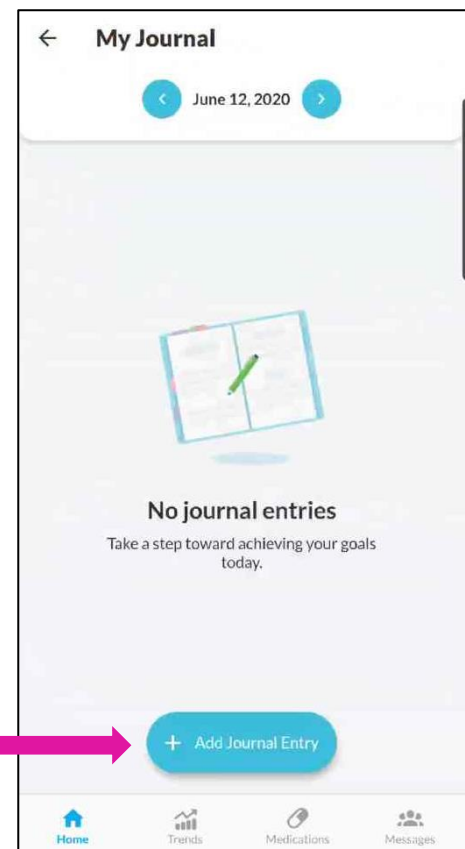 My Journal
June 12, 2020
No journal entries
Take a step toward achieving your goals
today.
+ Add Journal Entry
Home Trends Medications Messages